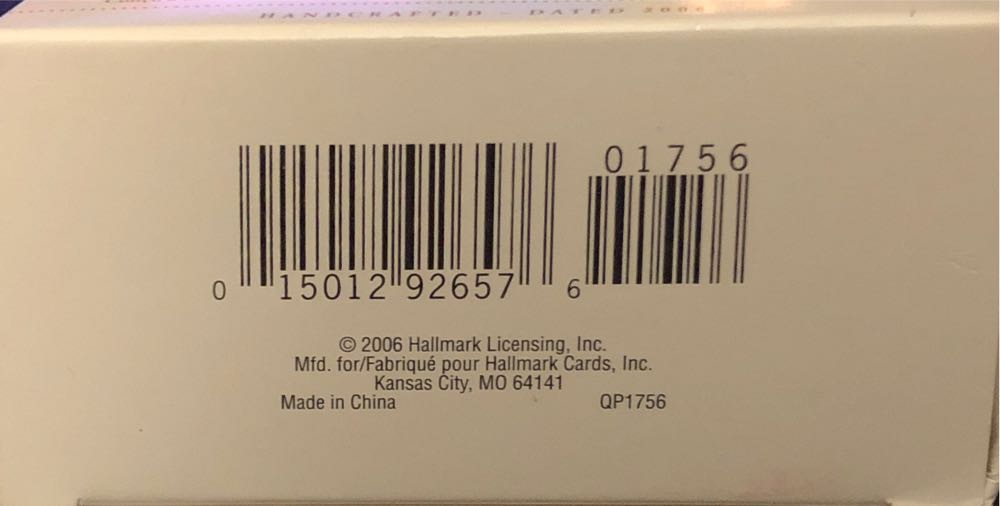 HANDCRAFTED - DATED 2006
01756
0 15012 92657 6
© 2006 Hallmark Licensing, Inc.
Mfd. for/Fabriqué pour Hallmark Cards, Inc.
Kansas City, MO 64141
Made in China QP1756